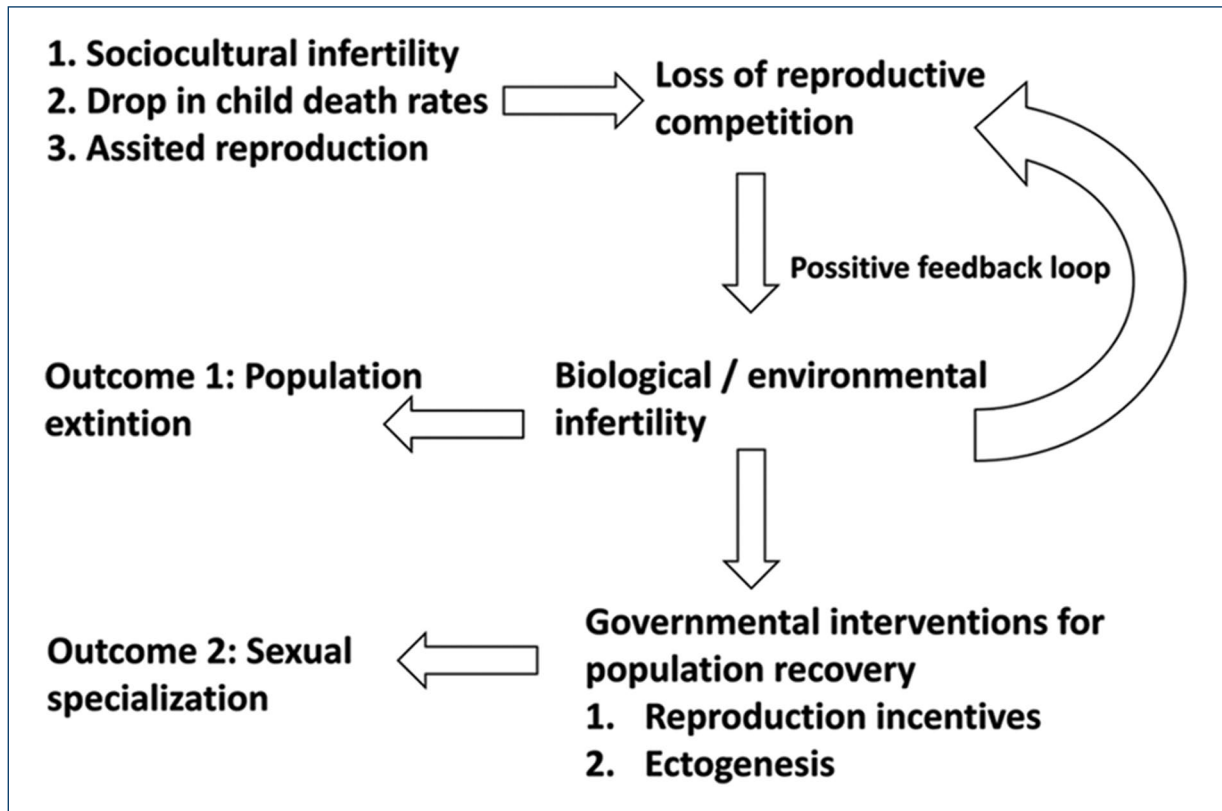 1. Sociocultural infertility
2. Drop in child death rates
3. Assited reproduction
Loss of reproductive
competition
Possitive feedback loop
Outcome 1: Population
extintion
Biological / environmental
infertility
Outcome 2: Sexual
specialization
Governmental interventions for
population recovery
1. Reproduction incentives
2. Ectogenesis